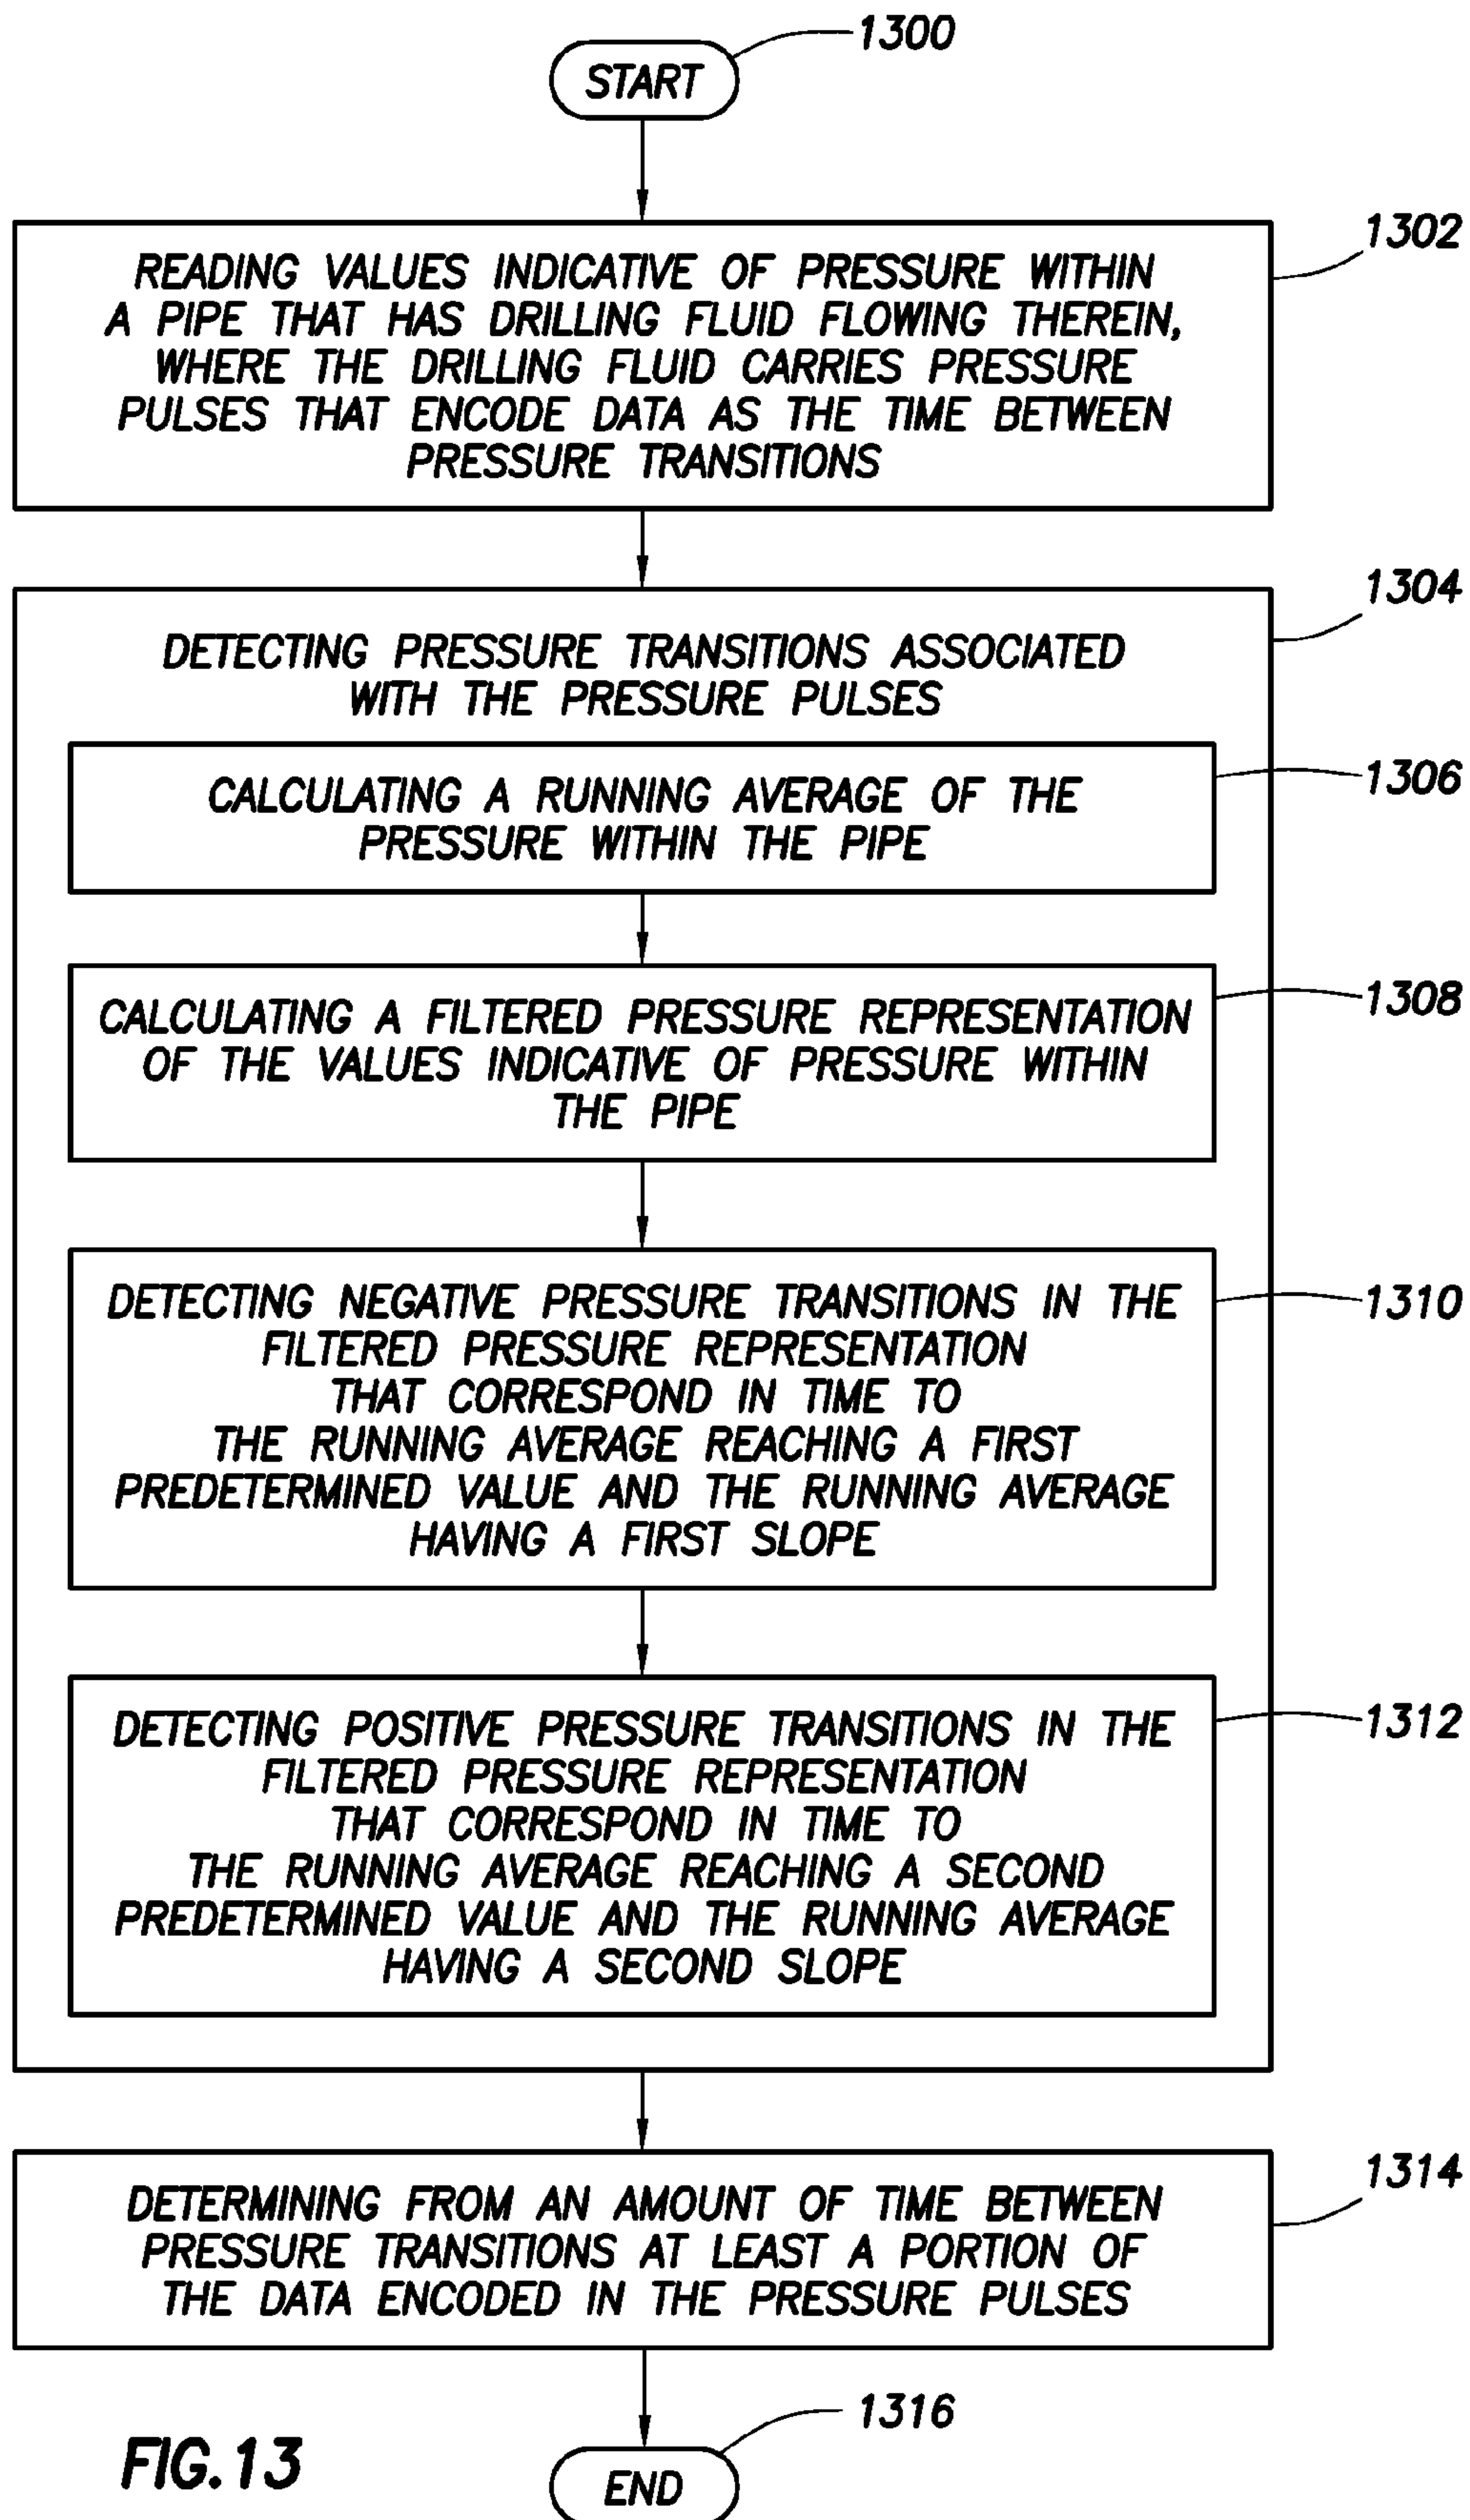 1300
START
1302
READING VALUES INDICATIVE OF PRESSURE WITHIN
A PIPE THAT HAS DRILLING FLUID FLOWING THEREIN,
WHERE THE DRILLING FLUID CARRIES PRESSURE
PULSES THAT ENCODE DATA AS THE TIME BETWEEN
PRESSURE TRANSITIONS
1304
DETECTING PRESSURE TRANSITIONS ASSOCIATED
WITH THE PRESSURE PULSES
1306
CALCULATING A RUNNING AVERAGE OF THE
PRESSURE WITHIN THE PIPE
1308
CALCULATING A FILTERED PRESSURE REPRESENTATION
OF THE VALUES INDICATIVE OF PRESSURE WITHIN
THE PIPE
1310
DETECTING NEGATIVE PRESSURE TRANSITIONS IN THE
FILTERED PRESSURE REPRESENTATION
THAT CORRESPOND IN TIME TO
THE RUNNING AVERAGE REACHING A FIRST
PREDETERMINED VALUE AND THE RUNNING AVERAGE
HAVING A FIRST SLOPE
1312
DETECTING POSITIVE PRESSURE TRANSITIONS IN THE
FILTERED PRESSURE REPRESENTATION
THAT CORRESPOND IN TIME TO
THE RUNNING AVERAGE REACHING A SECOND
PREDETERMINED VALUE AND THE RUNNING AVERAGE
HAVING A SECOND SLOPE
1314
DETERMINING FROM AN AMOUNT OF TIME BETWEEN
PRESSURE TRANSITIONS AT LEAST A PORTION OF
THE DATA ENCODED IN THE PRESSURE PULSES
1316
END
FIG.13